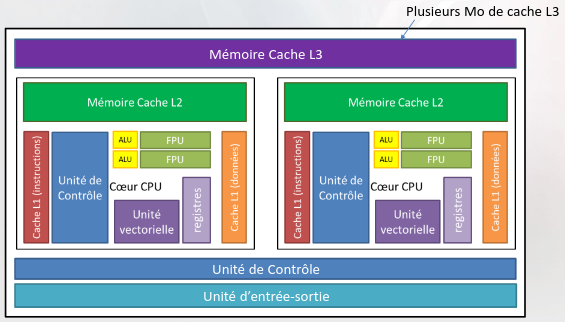 Plusieurs Mo de cache L3
Mémoire Cache L3
Mémoire Cache L2
Cache L1 (instructions)
Unité de
Contrôle
ALU
FPU
ALU
FPU
Cœur CPU
Unité
vectorielle
registres
Cache L1 (données)
Mémoire Cache L2
Cache L1 (instructions)
Unité de
Contrôle
ALU
FPU
ALU
FPU
Cœur CPU
Unité
vectorielle
registres
Cache L1 (données)
Unité de Contrôle
Unité d’entrée-sortie